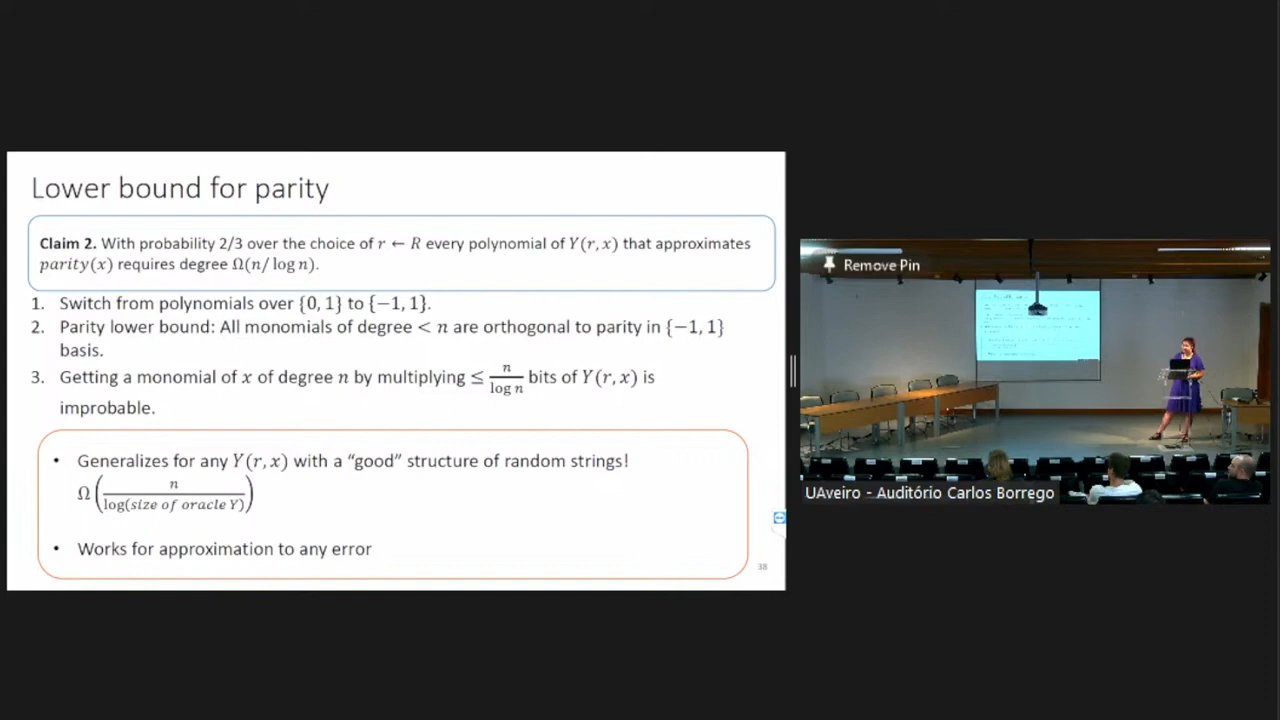 Lower bound for parity
Claim 2. With probability 2/3 over the choice of r ← R every polynomial of Y(r, x) that approximates
parity(x) requires degree Ω(n/ log n).
1. Switch from polynomials over {0, 1} to {−1, 1}.
2. Parity lower bound: All monomials of degree < n are orthogonal to parity in {−1, 1}
basis.
3. Getting a monomial of x of degree n by multiplying ≤ n/log n bits of Y(r, x) is
improbable.
• Generalizes for any Y(r, x) with a “good” structure of random strings!
Ω(n/log(size of oracle Y))
• Works for approximation to any error
38
Remove Pin
UAveiro - Auditório Carlos Borrego